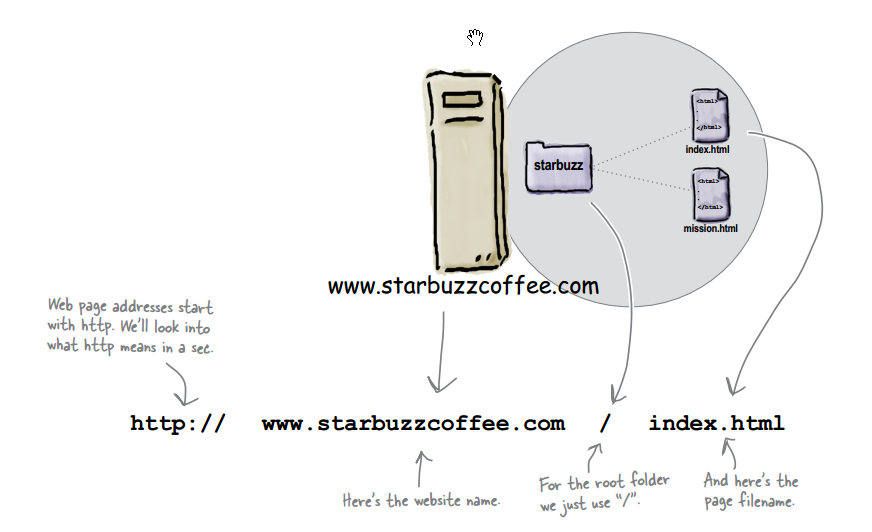 <html>
.
.
</html>
index.html
starbuzz
<html>
.
.
</html>
mission.html
www.starbuzzcoffee.com
Web page addresses start
with http. We'll look into
what http means in a sec.
http:// www.starbuzzcoffee.com / index.html
Here's the website name.
For the root folder
we just use “/”.
And here's the
page filename.